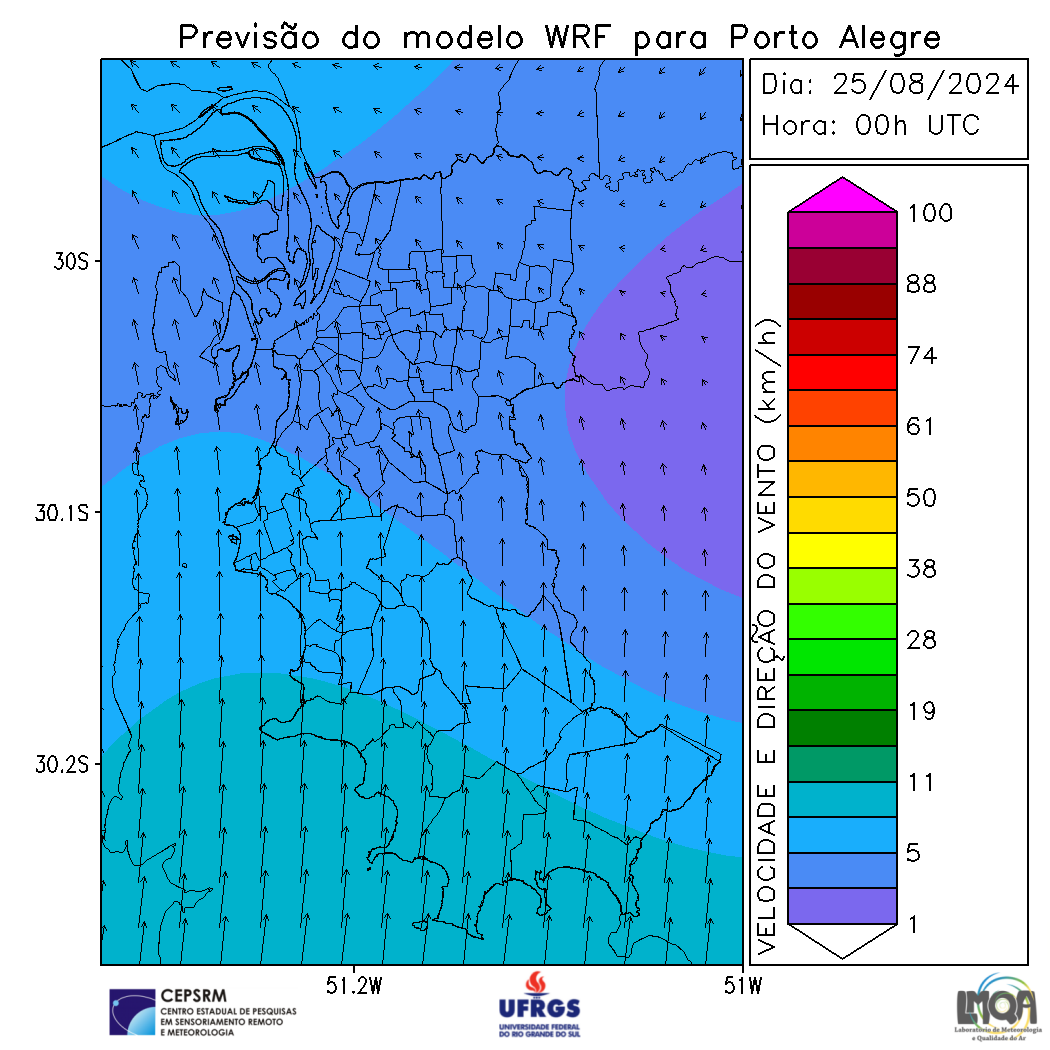 Previsão do modelo WRF para Porto Alegre
Dia: 25/08/2024
Hora: 00h UTC
30S
30.1S
30.2S
51.2W
51W
VELOCIDADE E DIREÇÃO DO VENTO (km/h)
100
88
74
61
50
38
28
19
11
5
1
CEPSRM
CENTRO ESTADUAL DE PESQUISAS
EM SENSORIAMENTO REMOTO
E METEOROLOGIA
UFRGS
UNIVERSIDADE FEDERAL
DO RIO GRANDE DO SUL
LMQA
Laboratório de Meteorologia
e Qualidade do Ar